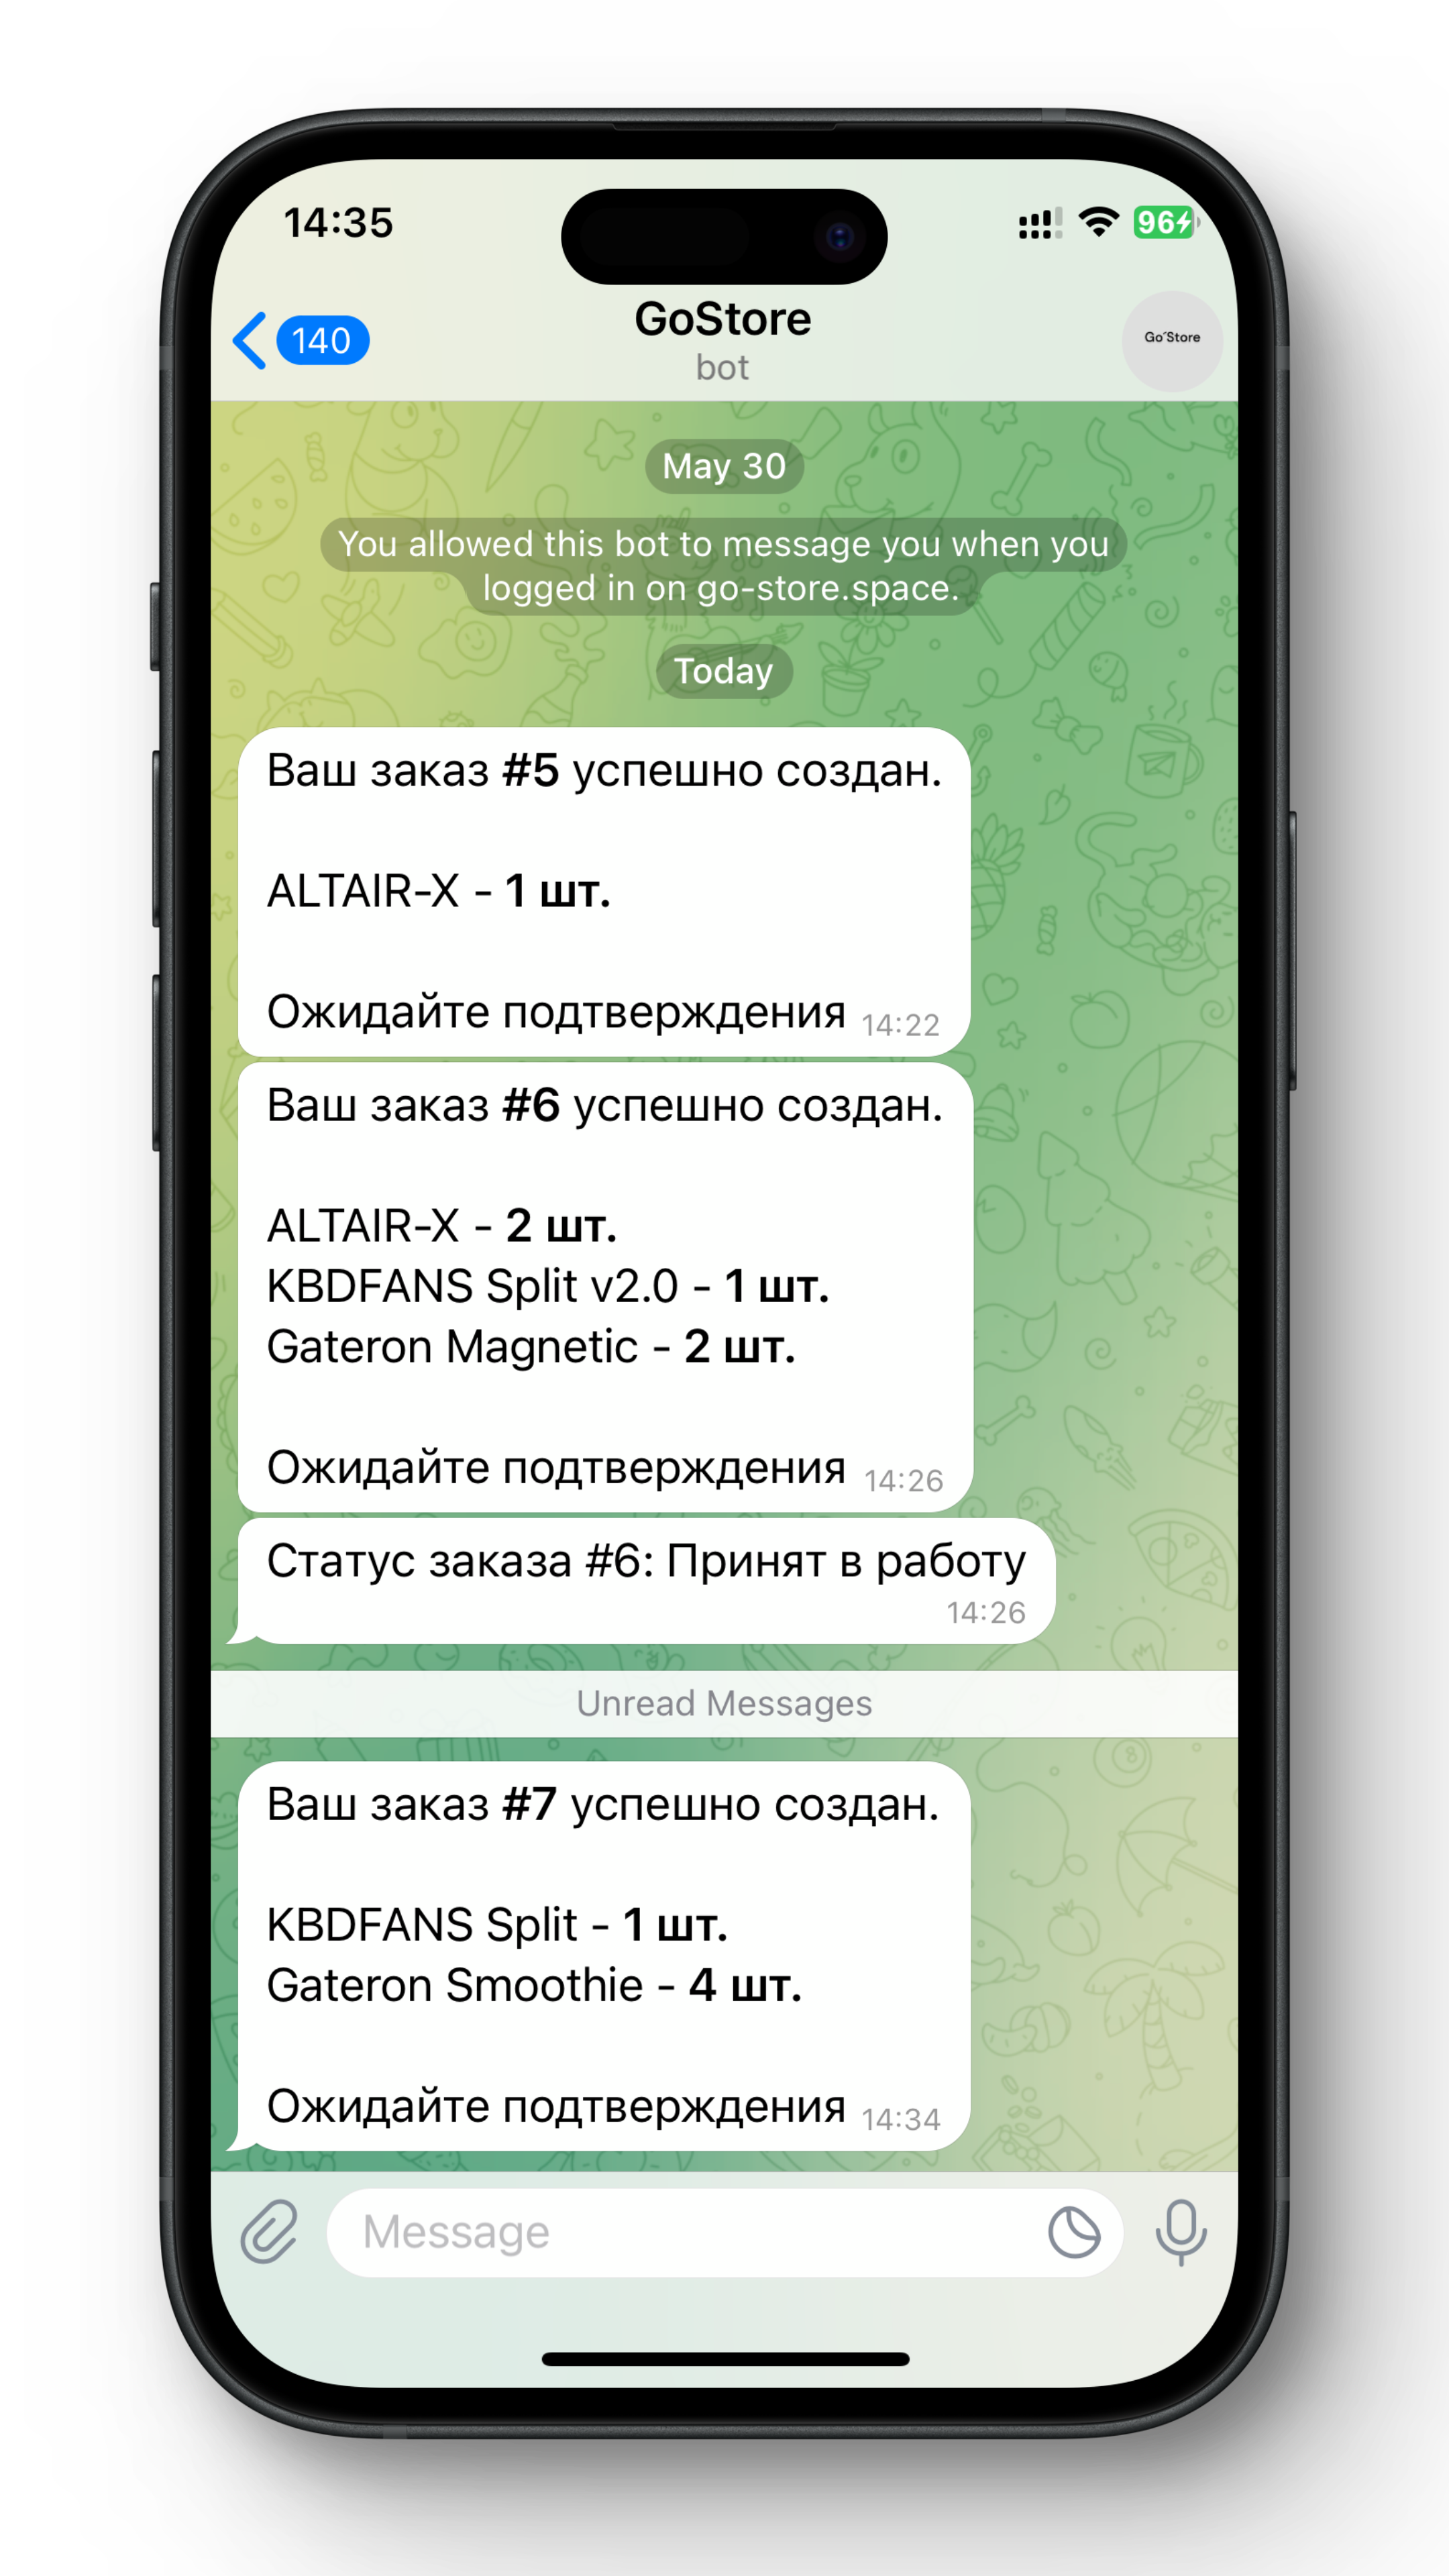 14:35
96
140
GoStore
bot
Go´Store
May 30
You allowed this bot to message you when you
logged in on go-store.space.
Today
Ваш заказ #5 успешно создан.
ALTAIR-X - 1 шт.
Ожидайте подтверждения 14:22
Ваш заказ #6 успешно создан.
ALTAIR-X - 2 шт.
KBDFANS Split v2.0 - 1 шт.
Gateron Magnetic - 2 шт.
Ожидайте подтверждения 14:26
Статус заказа #6: Принят в работу
14:26
Unread Messages
Ваш заказ #7 успешно создан.
KBDFANS Split - 1 шт.
Gateron Smoothie - 4 шт.
Ожидайте подтверждения 14:34
Message